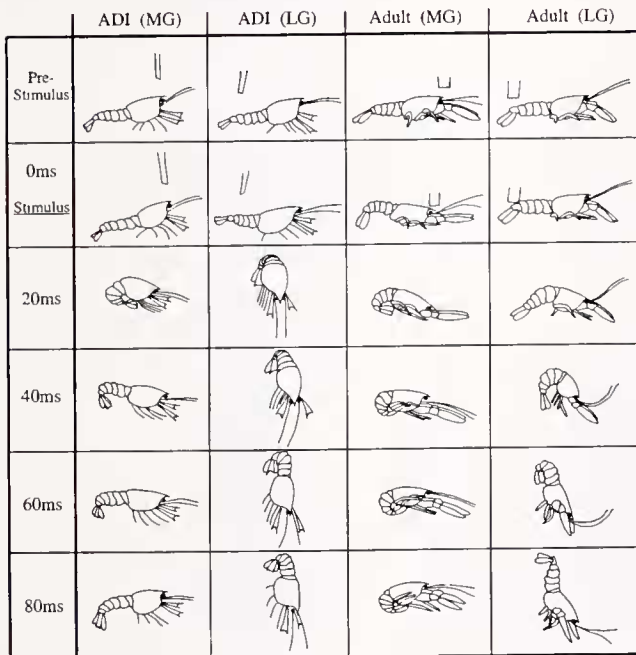 ADI (MG) ADI (LG) Adult (MG) Adult (LG)
Pre-
Stimulus
0ms
Stimulus
20ms
40ms
60ms
80ms